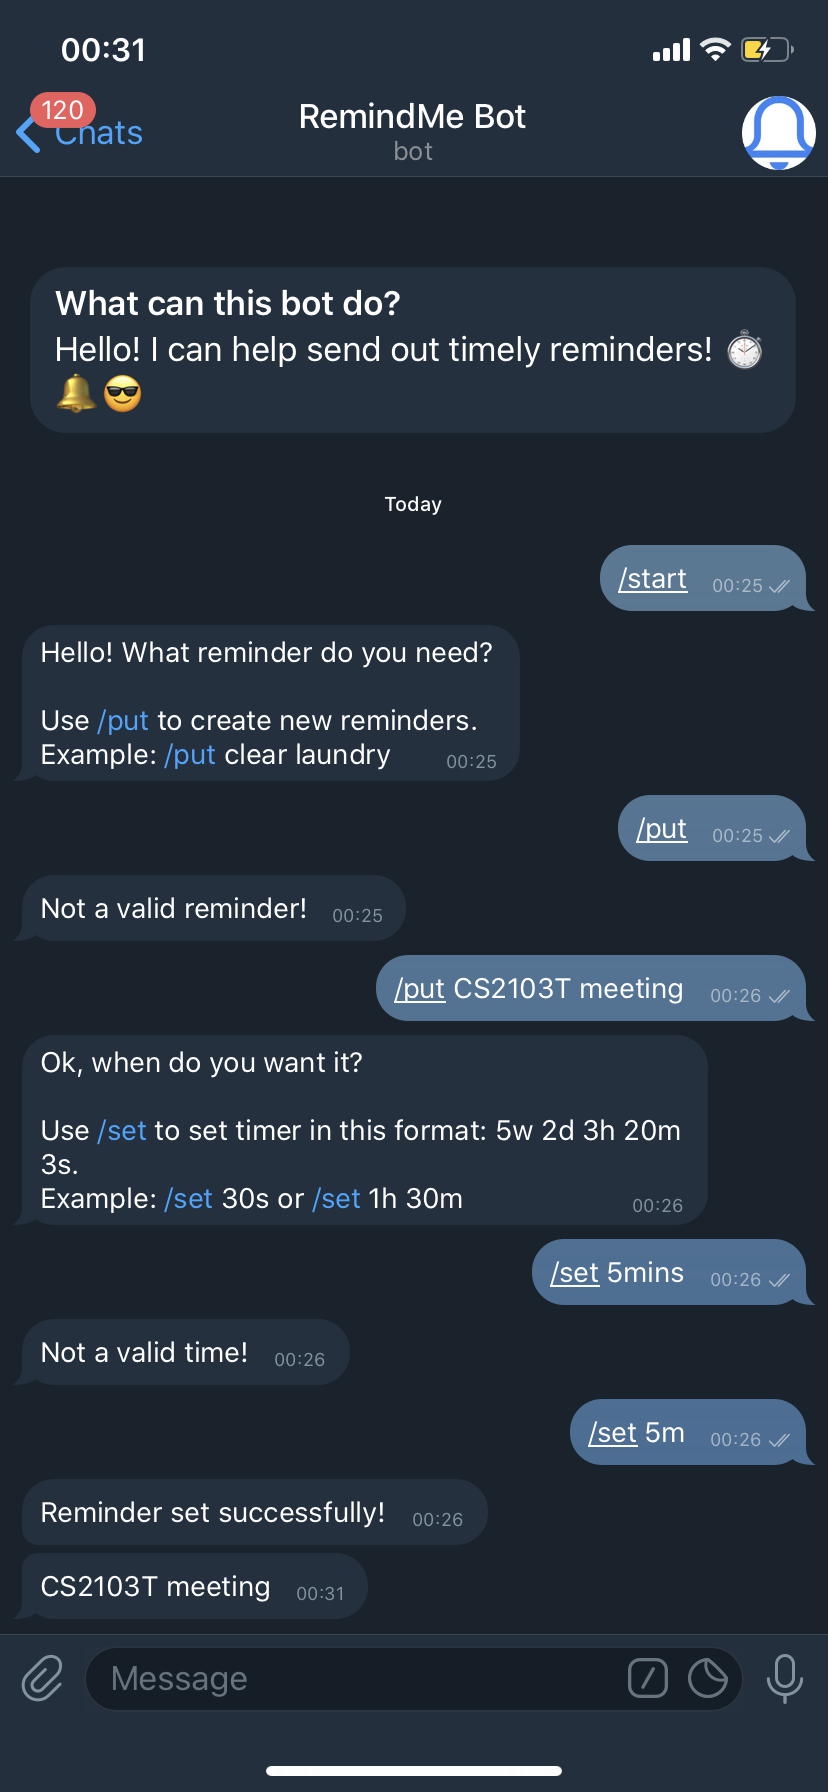 00:31
120
Chats
RemindMe Bot
bot
What can this bot do?
Hello! I can help send out timely reminders! ⏱️
🔔😎
Today
/start 00:25
Hello! What reminder do you need?
Use /put to create new reminders.
Example: /put clear laundry 00:25
/put 00:25
Not a valid reminder! 00:25
/put CS2103T meeting 00:26
Ok, when do you want it?
Use /set to set timer in this format: 5w 2d 3h 20m
3s.
Example: /set 30s or /set 1h 30m 00:26
/set 5mins 00:26
Not a valid time! 00:26
/set 5m 00:26
Reminder set successfully! 00:26
CS2103T meeting 00:31
Message